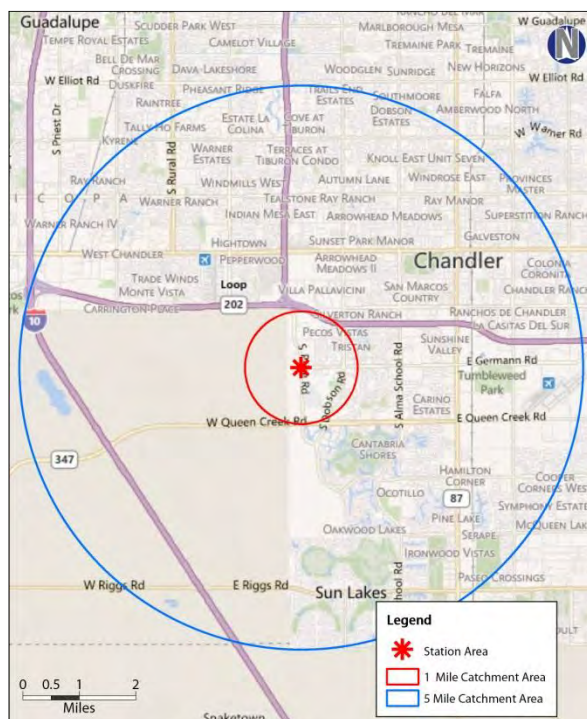 Guadalupe
SCUDDER PARK WEST
MARLBOROUGH MESA
W Guadalupe
TEMPE ROYAL ESTATES
CAMELOT VILLAGE
TREMAINE PARK
TREMAINE
N
BELL DE MAR
CROSSING
DAVA-LAKESHORE
WOODGLEN
SUNRIDGE
NEW HORIZONS
W Elliot Rd
DUSKFIRE
PHEASANT RIDGE
TRAILS END
ESTATES
SOUTHMOORE
FALFA
W Elliot Rd
RAINTREE
ESTATE LA
COLINA
COVE AT
TIBURON
DOBSON
ESTATES
AMBERWOOD NORTH
S Priest Dr
TALLY HO FARMS
KYRENE
S Rural Rd
WARNER
ESTATES
TERRACES AT
TIBURON CONDO
KNOLL EAST UNIT SEVEN
W Warner Rd
RAY RANCH
WINDMILLS WEST
AUTUMN LANE
WINDROSE EAST
PROVINCES
MASTER
WARNER RANCH
TEALSTONE RAY RANCH
RAY MANOR
I C O P A
WARNER RANCH IV
INDIAN MESA EAST
ARROWHEAD MEADOWS
SUPERSTITION RANCH
WEST CHANDLER
HIGHTOWN
SUNSET PARK MANOR
GALVESTON
PEPPERWOOD
ARROWHEAD
MEADOWS II
Chandler
COLONIA
CORONITA
TRADE WINDS
MONTE VISTA
Loop
202
VILLA PALLAVICINI
SAN MARCOS
COUNTRY
CHANDLER RANCH
CARRINGTON PLACE
SILVERTON RANCH
RANCHOS DE CHANDLER
LA CASITAS DEL SUR
10
PECOS VISTAS
TRISTAN
SUNSHINE
VALLEY
E Germann Rd
Tumbleweed
Park
S Dobson Rd
S Alma School Rd
CARINO
ESTATES
W Queen Creek Rd
E Queen Creek Rd
CANTABRIA
SHORES
347
HAMILTON
CORNER
COOPER
CORNERS WEST
OCOTILLO
87
SYMPHONY ESTATE
PINE LAKE
MCQUEEN LAK
OAKWOOD LAKES
SERAPE
IRONWOOD VISTAS
W Riggs Rd
E Riggs Rd
PASEO CROSSINGS
Sun Lakes
Legend
Station Area
1 Mile Catchment Area
5 Mile Catchment Area
0 0.5 1 2
Miles